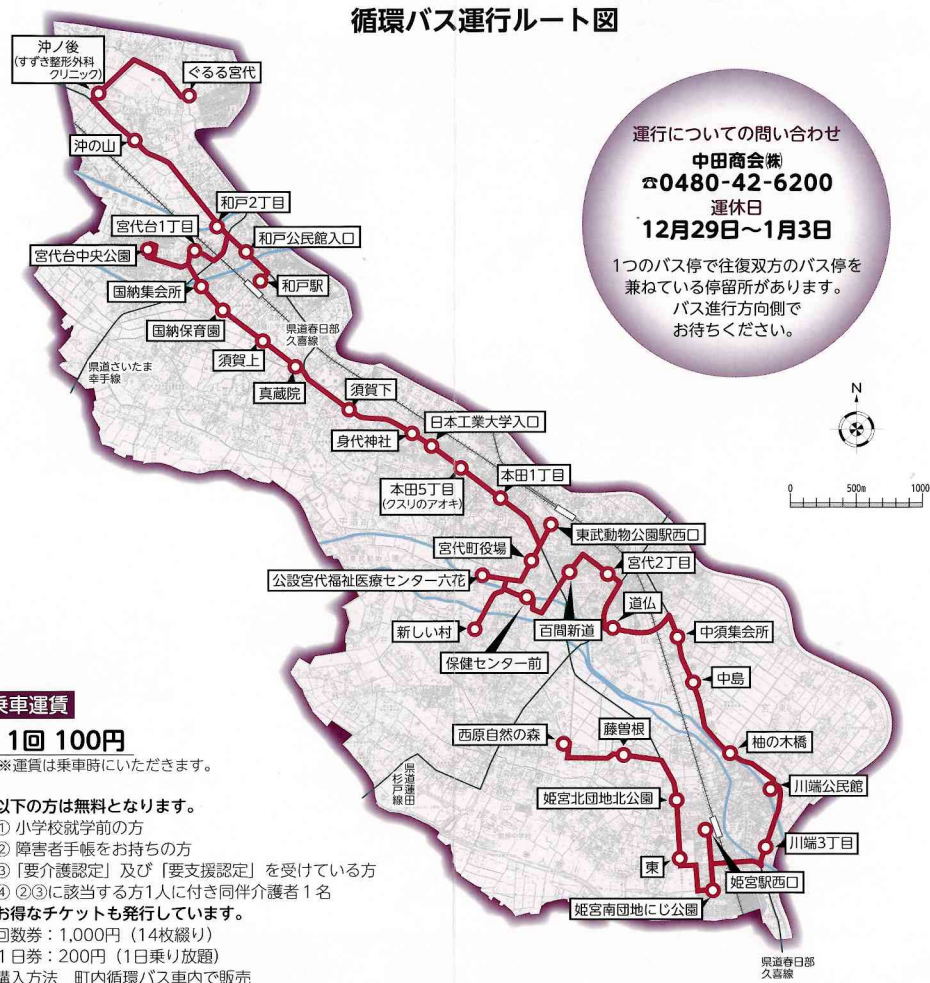 循環バス運行ルート図
沖ノ後
(すずき整形外科
クリニック)
ぐるる宮代
沖の山
和戸2丁目
宮代台1丁目
和戸公民館入口
宮代台中央公園
和戸駅
国納集会所
国納保育園
県道春日部
久喜線
須賀上
県道さいたま
幸手線
真蔵院
須賀下
日本工業大学入口
身代神社
本田1丁目
本田5丁目
(クスリのアオキ)
東武動物公園駅西口
宮代町役場
宮代2丁目
公設宮代福祉医療センター六花
道仏
新しい村
百間新道
中須集会所
保健センター前
中島
西原自然の森
藤曽根
柚の木橋
県道蓮田
杉戸線
川端公民館
姫宮北団地北公園
川端3丁目
東
姫宮駅西口
姫宮南団地にじ公園
県道春日部
久喜線
運行についての問い合わせ
中田商会㈱
☎0480-42-6200
運休日
12月29日～1月3日
1つのバス停で往復双方のバス停を
兼ねている停留所があります。
バス進行方向側で
お待ちください。
N
0 500m 1000
乗車運賃
1回 100円
※運賃は乗車時にいただきます。
以下の方は無料となります。
① 小学校就学前の方
② 障害者手帳をお持ちの方
③「要介護認定」及び「要支援認定」を受けている方
④ ②③に該当する方1人に付き同伴介護者1名
お得なチケットも発行しています。
回数券：1,000円（14枚綴り）
1日券：200円（1日乗り放題）
購入方法 町内循環バス車内で販売